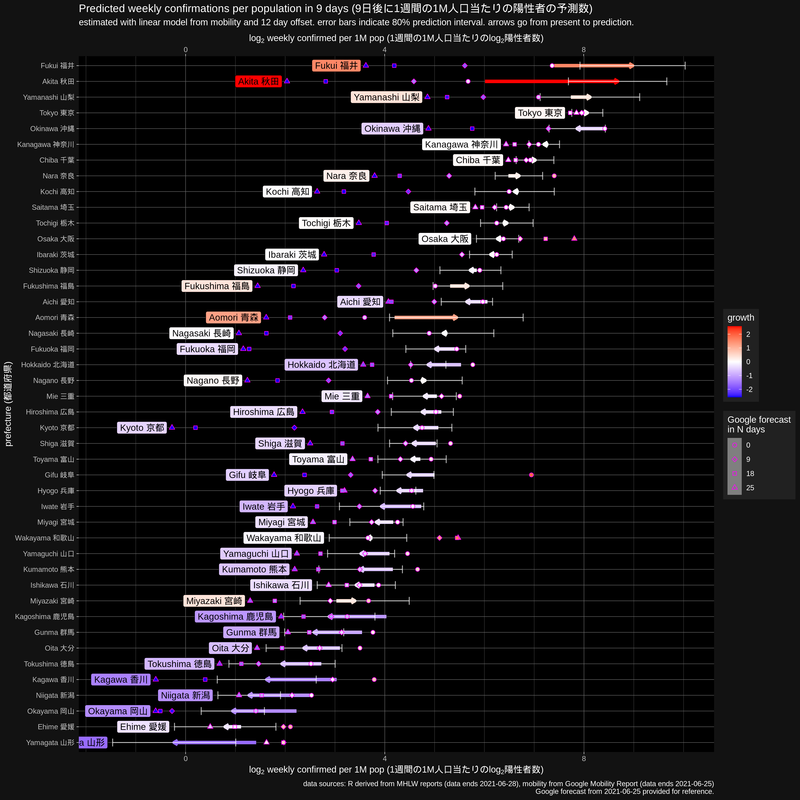 Predicted weekly confirmations per population in 9 days (9日後に1週間の1M人口当たりの陽性者の予測数)
estimated with linear model from mobility and 12 day offset. error bars indicate 80% prediction interval. arrows go from present to prediction.
log2 weekly confirmed per 1M pop (1週間の1M人口当たりのlog2陽性者数)
0 4 8
prefecture (都道府県)
Fukui 福井 Fukui 福井
Akita 秋田 Akita 秋田
Yamanashi 山梨 Yamanashi 山梨
Tokyo 東京 Tokyo 東京
Okinawa 沖縄 Okinawa 沖縄
Kanagawa 神奈川 Kanagawa 神奈川
Chiba 千葉 Chiba 千葉
Nara 奈良 Nara 奈良
Kochi 高知 Kochi 高知
Saitama 埼玉 Saitama 埼玉
Tochigi 栃木 Tochigi 栃木
Osaka 大阪 Osaka 大阪
Ibaraki 茨城 Ibaraki 茨城
Shizuoka 静岡 Shizuoka 静岡
Fukushima 福島 Fukushima 福島
Aichi 愛知 Aichi 愛知
Aomori 青森 Aomori 青森
Nagasaki 長崎 Nagasaki 長崎
Fukuoka 福岡 Fukuoka 福岡
Hokkaido 北海道 Hokkaido 北海道
Nagano 長野 Nagano 長野
Mie 三重 Mie 三重
Hiroshima 広島 Hiroshima 広島
Kyoto 京都 Kyoto 京都
Shiga 滋賀 Shiga 滋賀
Toyama 富山 Toyama 富山
Gifu 岐阜 Gifu 岐阜
Hyogo 兵庫 Hyogo 兵庫
Iwate 岩手 Iwate 岩手
Miyagi 宮城 Miyagi 宮城
Wakayama 和歌山 Wakayama 和歌山
Yamaguchi 山口 Yamaguchi 山口
Kumamoto 熊本 Kumamoto 熊本
Ishikawa 石川 Ishikawa 石川
Miyazaki 宮崎 Miyazaki 宮崎
Kagoshima 鹿児島 Kagoshima 鹿児島
Gunma 群馬 Gunma 群馬
Oita 大分 Oita 大分
Tokushima 徳島 Tokushima 徳島
Kagawa 香川 Kagawa 香川
Niigata 新潟 Niigata 新潟
Okayama 岡山 Okayama 岡山
Ehime 愛媛 Ehime 愛媛
Yamagata 山形 a 山形
0 4 8
log2 weekly confirmed per 1M pop (1週間の1M人口当たりのlog2陽性者数)
growth
2
1
0
-1
-2
Google forecast
in N days
0
9
18
25
data sources: R derived from MHLW reports (data ends 2021-06-28), mobility from Google Mobility Report (data ends 2021-06-25)
Google forecast from 2021-06-25 provided for reference.